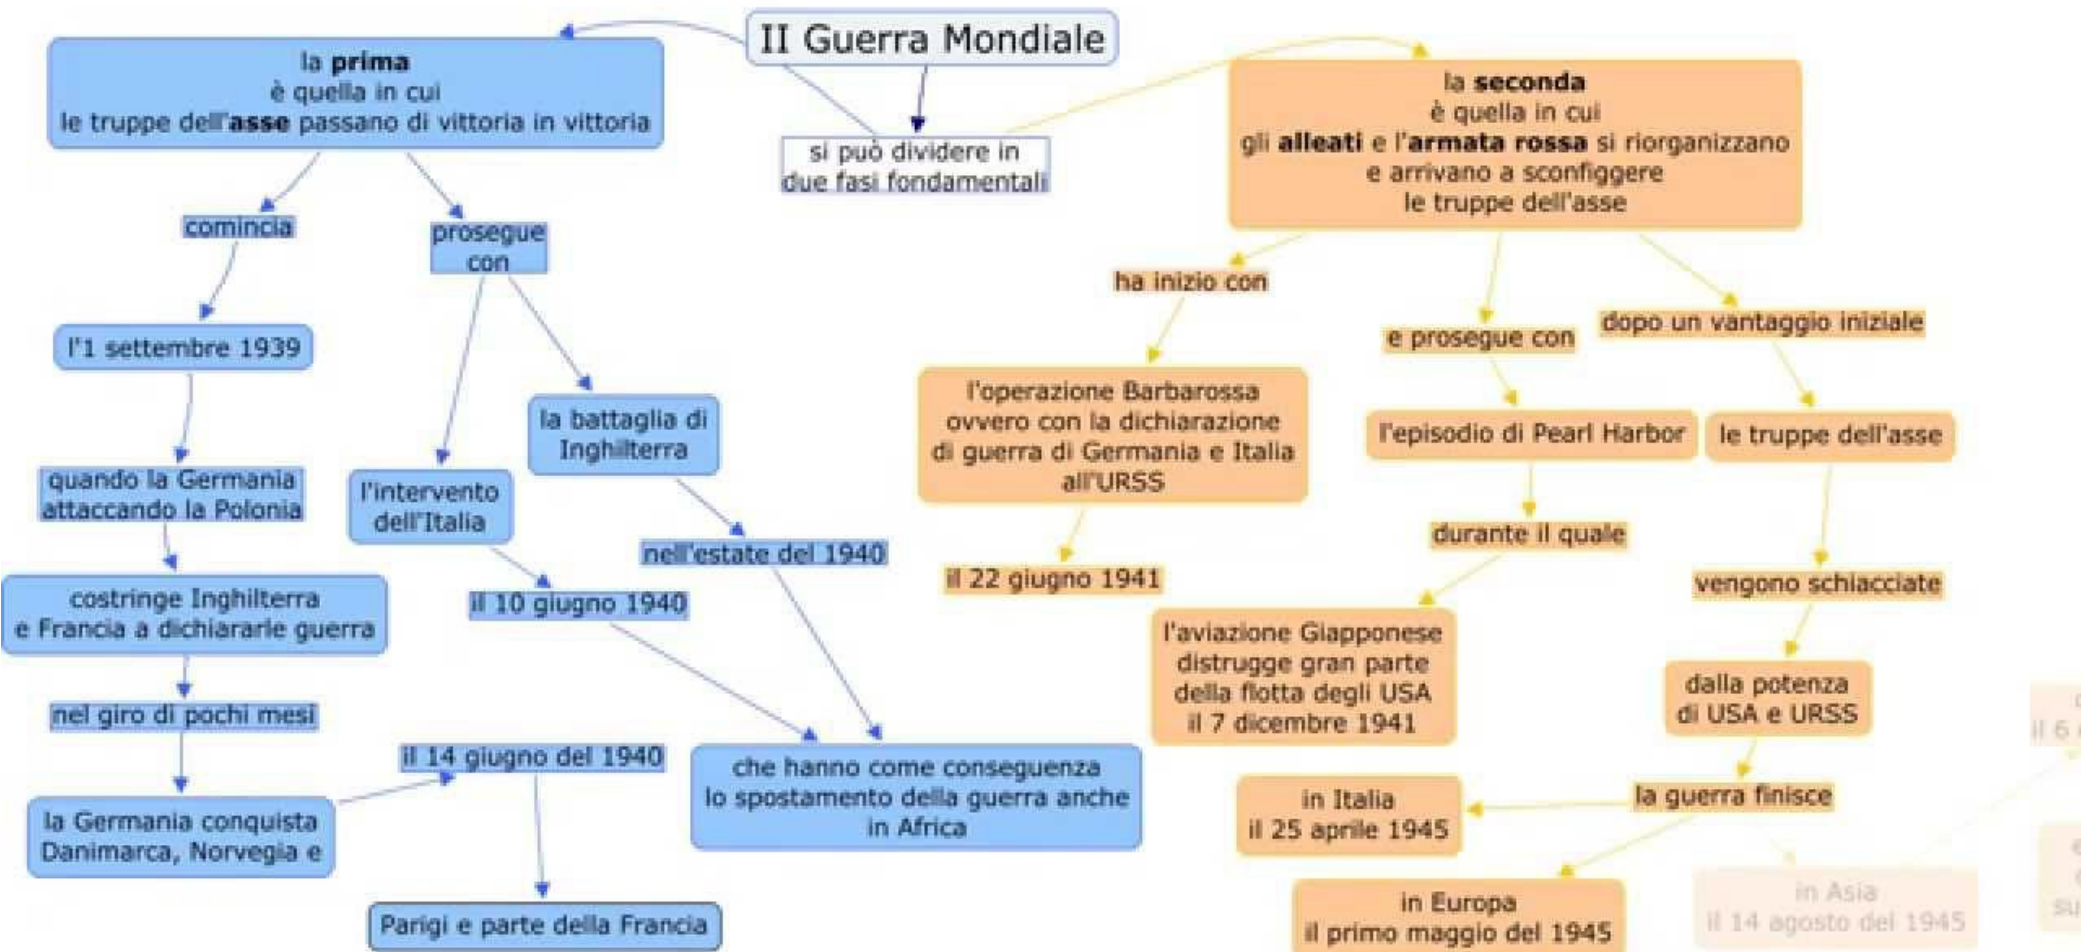 II Guerra Mondiale
si può dividere in
due fasi fondamentali
la prima
è quella in cui
le truppe dell'asse passano di vittoria in vittoria
comincia
l'1 settembre 1939
quando la Germania
attaccando la Polonia
costringe Inghilterra
e Francia a dichiararle guerra
nel giro di pochi mesi
la Germania conquista
Danimarca, Norvegia e
il 14 giugno del 1940
Parigi e parte della Francia
prosegue
con
l'intervento
dell'Italia
il 10 giugno 1940
la battaglia di
Inghilterra
nell'estate del 1940
che hanno come conseguenza
lo spostamento della guerra anche
in Africa
la seconda
è quella in cui
gli alleati e l'armata rossa si riorganizzano
e arrivano a sconfiggere
le truppe dell'asse
ha inizio con
l'operazione Barbarossa
ovvero con la dichiarazione
di guerra di Germania e Italia
all'URSS
il 22 giugno 1941
e prosegue con
l'episodio di Pearl Harbor
durante il quale
l'aviazione Giapponese
distrugge gran parte
della flotta degli USA
il 7 dicembre 1941
dopo un vantaggio iniziale
le truppe dell'asse
vengono schiacciate
dalla potenza
di USA e URSS
la guerra finisce
in Italia
il 25 aprile 1945
in Europa
il primo maggio del 1945
in Asia
il 14 agosto del 1945
il 6